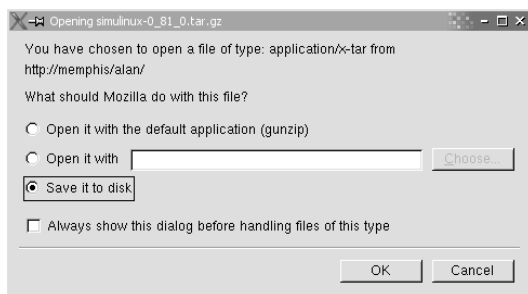 Opening simulinux-0_81_0.tar.gz
You have chosen to open a file of type: application/x-tar from
http://memphis/alan/
What should Mozilla do with this file?
Open it with the default application (gunzip)
Open it with
Choose...
Save it to disk
Always show this dialog before handling files of this type
OK
Cancel